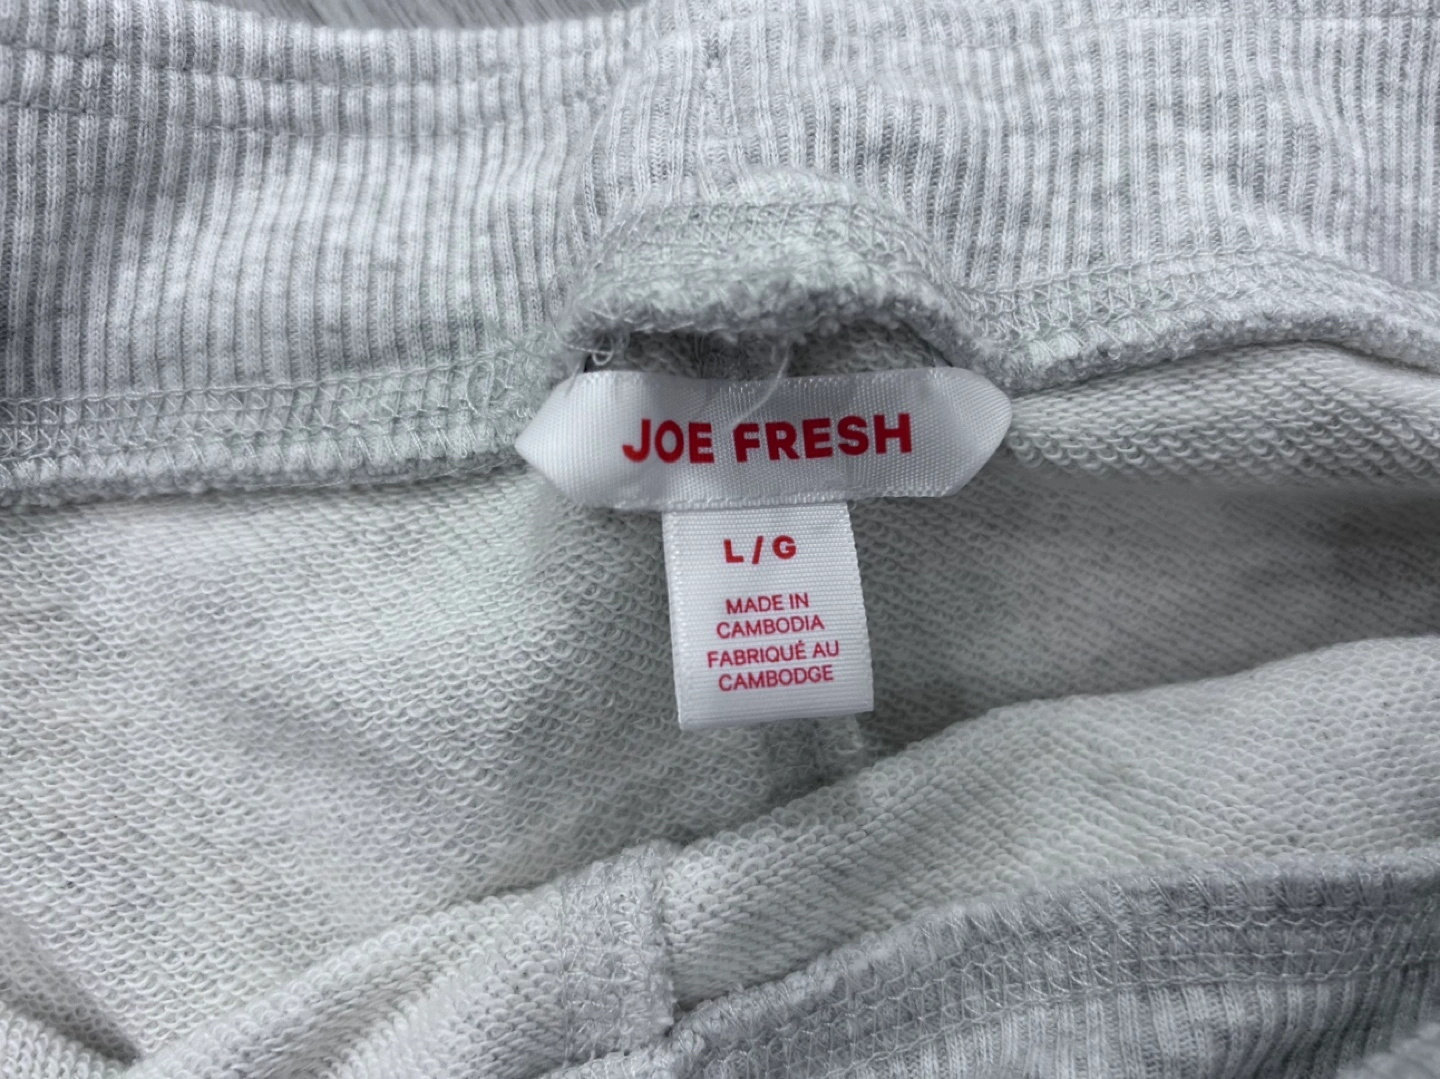 JOE FRESH
L / G
MADE IN
CAMBODIA
FABRIQUÉ AU
CAMBODGE